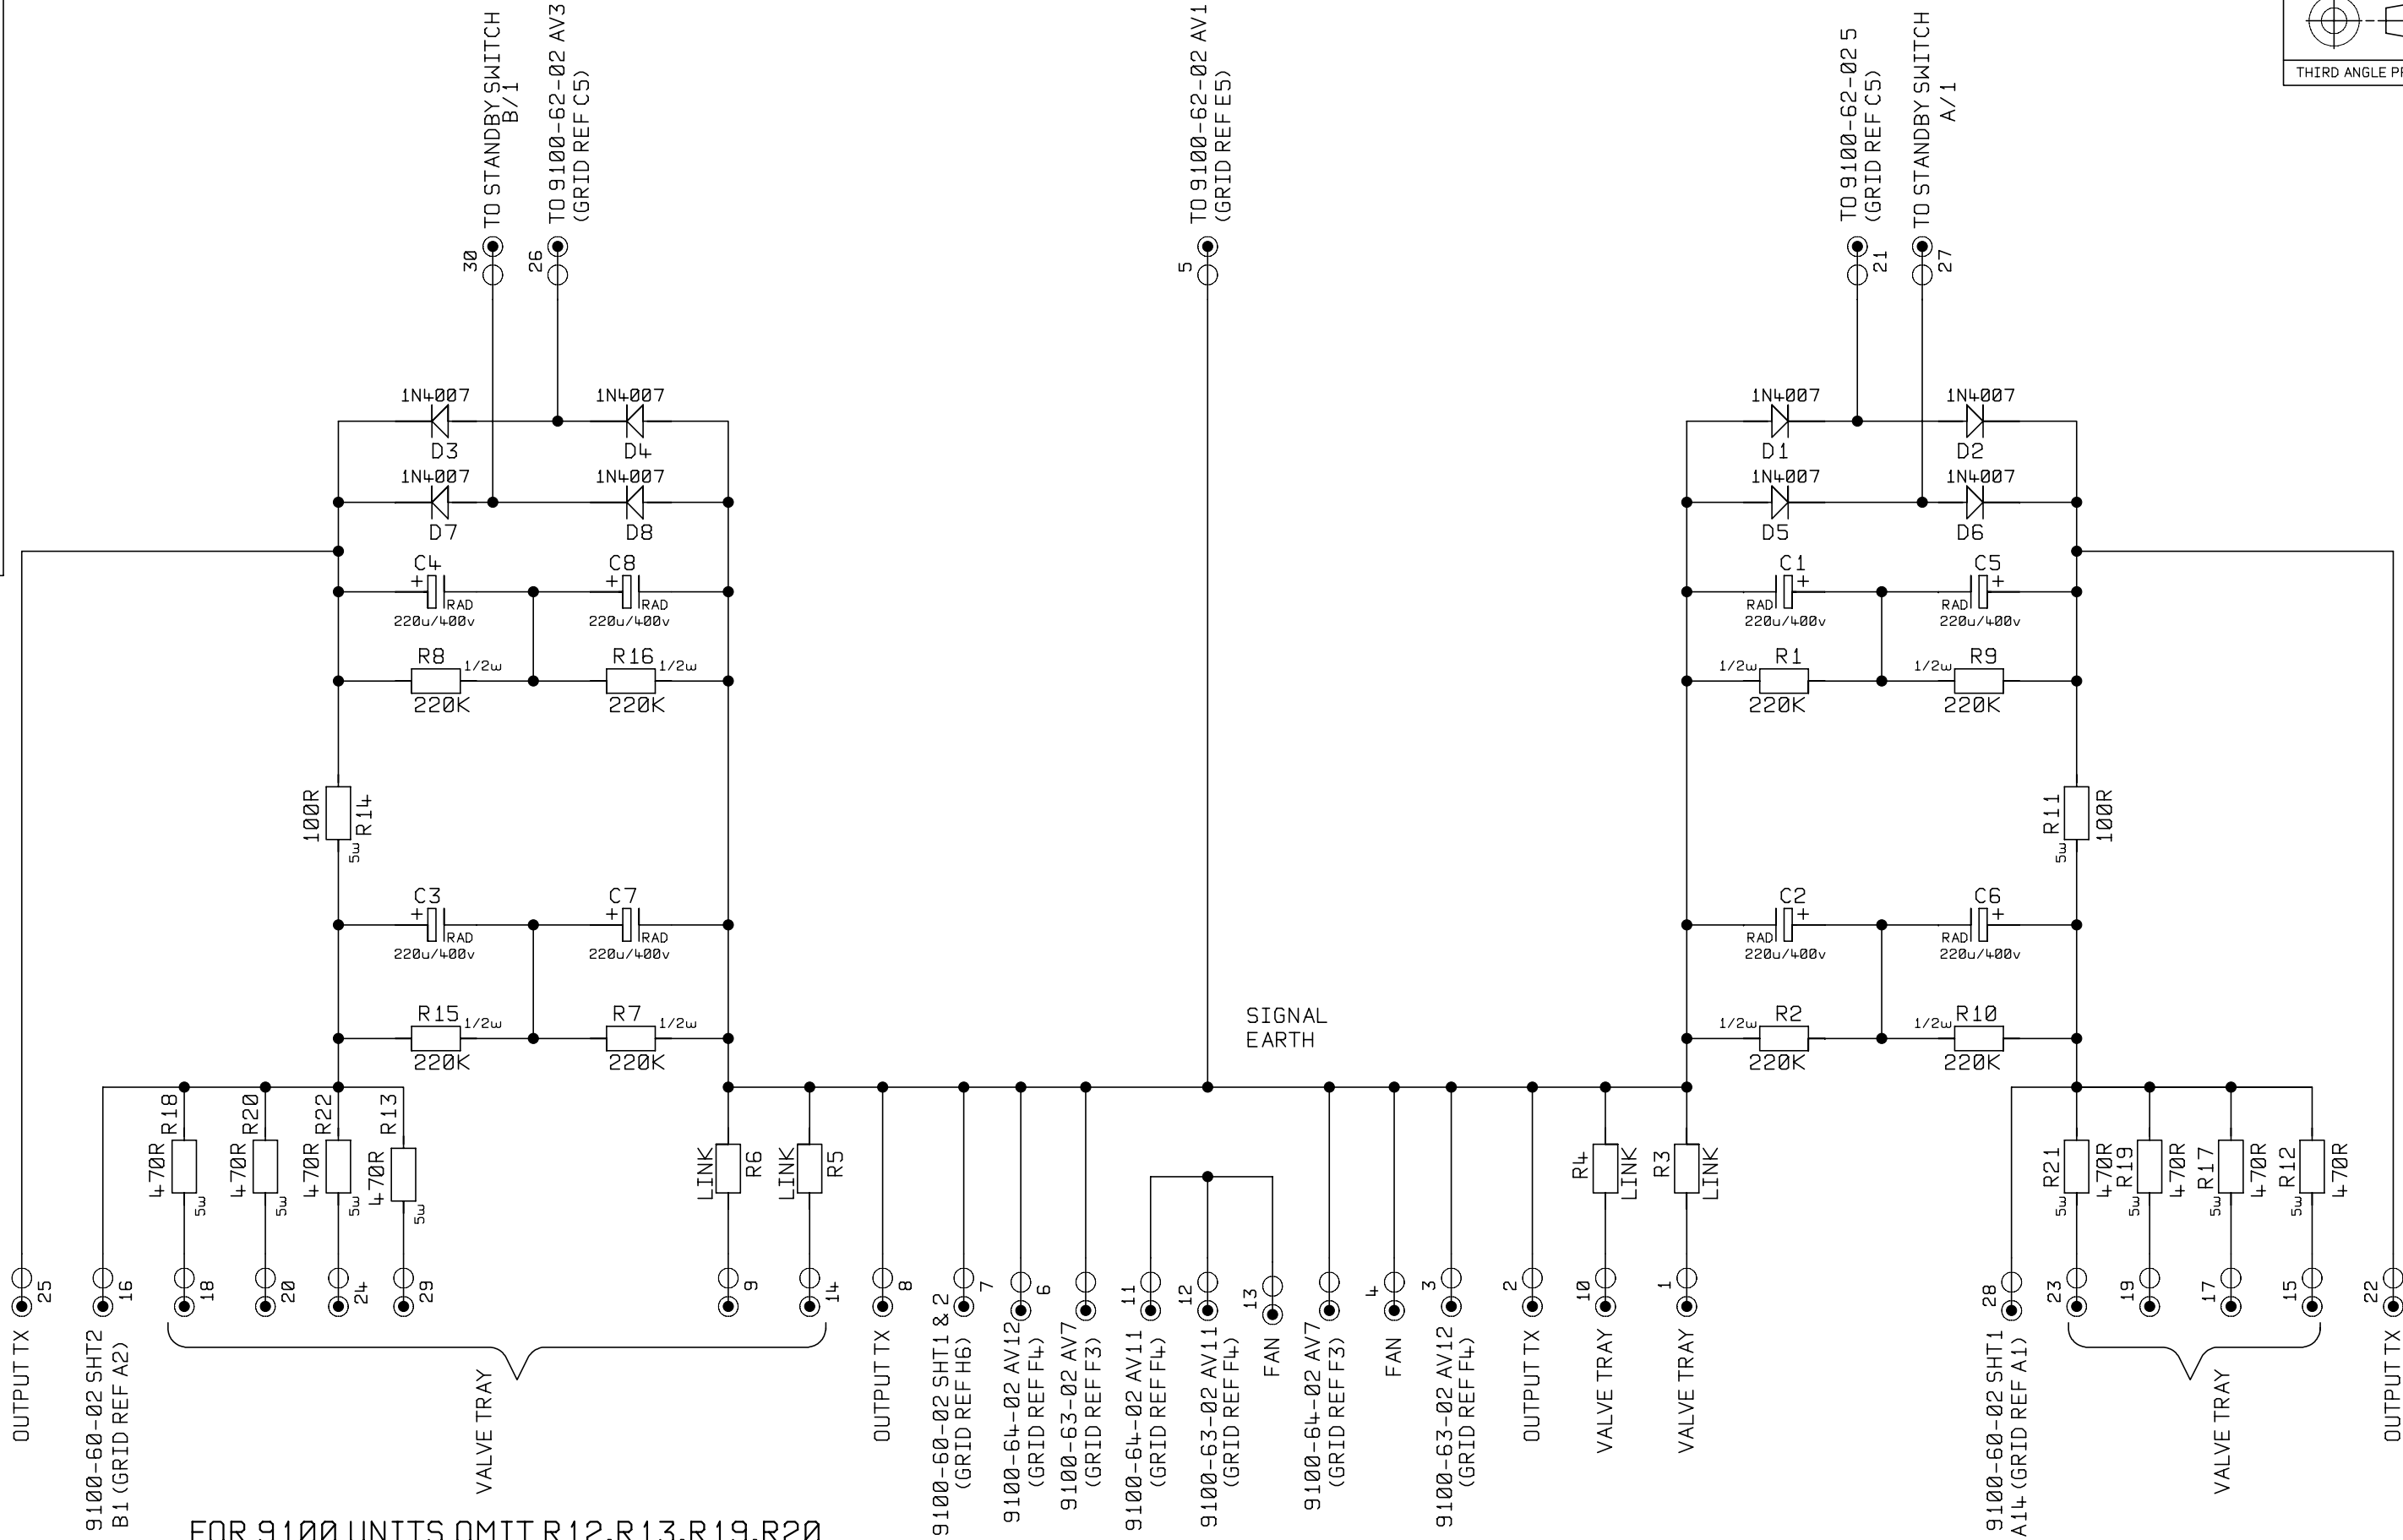 TO STANDBY SWITCH
B/1
TO 9100-62-02 AV3
(GRID REF C5)
TO 9100-62-02 AV1
(GRID REF E5)
TO 9100-62-02 5
(GRID REF C5)
TO STANDBY SWITCH
A/1
30
26
5
21
27
1N4007
1N4007
D3
D4
1N4007
1N4007
D7
D8
C4
C8
+
+
RAD
RAD
220u/400v
220u/400v
R8
1/2w
R16
1/2w
220K
220K
100R
R14
5w
C3
C7
+
+
RAD
RAD
220u/400v
220u/400v
R15
1/2w
R7
1/2w
220K
220K
1N4007
1N4007
D1
D2
1N4007
1N4007
D5
D6
C1
C5
+
+
RAD
RAD
220u/400v
220u/400v
1/2w
R1
1/2w
R9
220K
220K
R11
100R
5w
C2
C6
+
+
RAD
RAD
220u/400v
220u/400v
1/2w
R2
1/2w
R10
220K
220K
SIGNAL
EARTH
470R
R18
5w
470R
R20
5w
470R
R22
5w
470R
R13
5w
LINK
R6
LINK
R5
R4
LINK
R3
LINK
R21
470R
5w
R19
470R
5w
R17
470R
5w
R12
470R
5w
25
16
18
20
24
29
9
14
8
7
6
11
12
13
4
3
2
10
1
28
23
19
17
15
22
OUTPUT TX
9100-60-02 SHT2
B1 (GRID REF A2)
VALVE TRAY
OUTPUT TX
9100-60-02 SHT1 & 2
(GRID REF H6)
9100-64-02 AV12
(GRID REF F4)
9100-63-02 AV7
(GRID REF F3)
9100-64-02 AV11
(GRID REF F4)
9100-63-02 AV11
(GRID REF F4)
FAN
9100-64-02 AV7
(GRID REF F3)
FAN
9100-63-02 AV12
(GRID REF F4)
OUTPUT TX
VALVE TRAY
VALVE TRAY
9100-60-02 SHT1
A14 (GRID REF A1)
VALVE TRAY
OUTPUT TX
FOR 9100 UNITS OMIT R12,R13,R19,R20
THIRD ANGLE